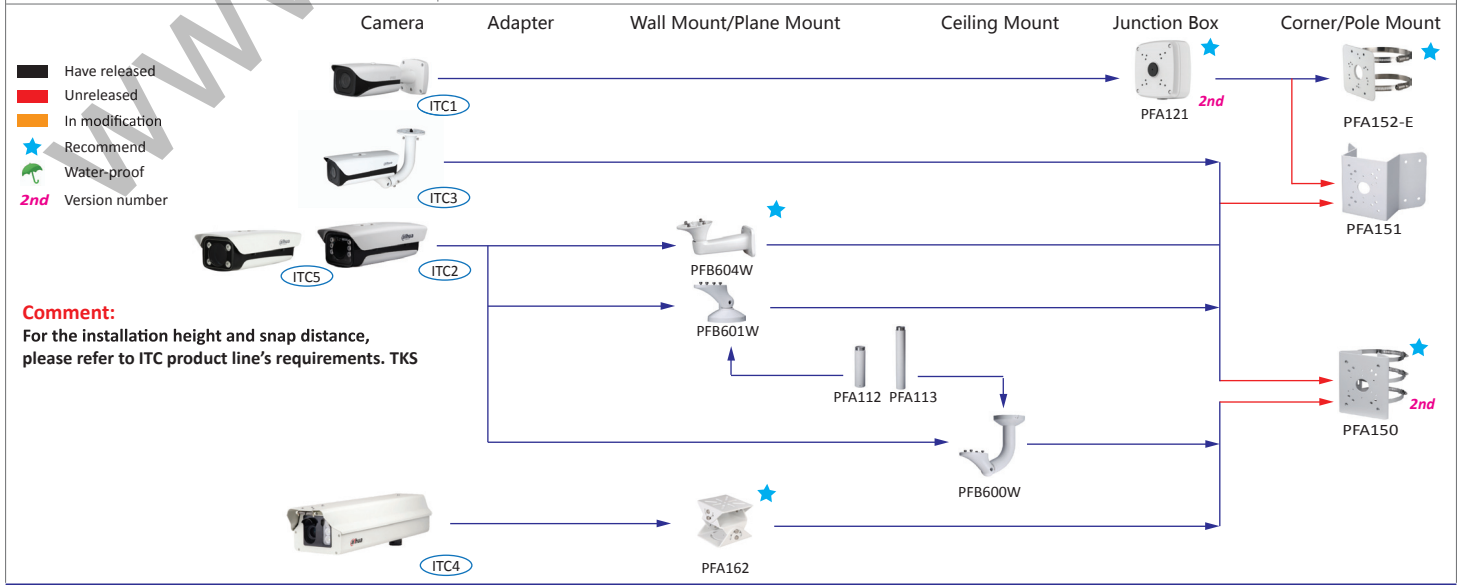 Camera Adapter Wall Mount/Plane Mount Ceiling Mount Junction Box Corner/Pole Mount
Have released
Unreleased
In modification
Recommend
Water-proof
2nd Version number
ITC1
PFA121
2nd
PFA152-E
ITC3
PFA151
ITC5
ITC2
PFB604W
Comment:
For the installation height and snap distance,
please refer to ITC product line's requirements. TKS
PFB601W
PFA112 PFA113
2nd
PFA150
PFB600W
ITC4
PFA162